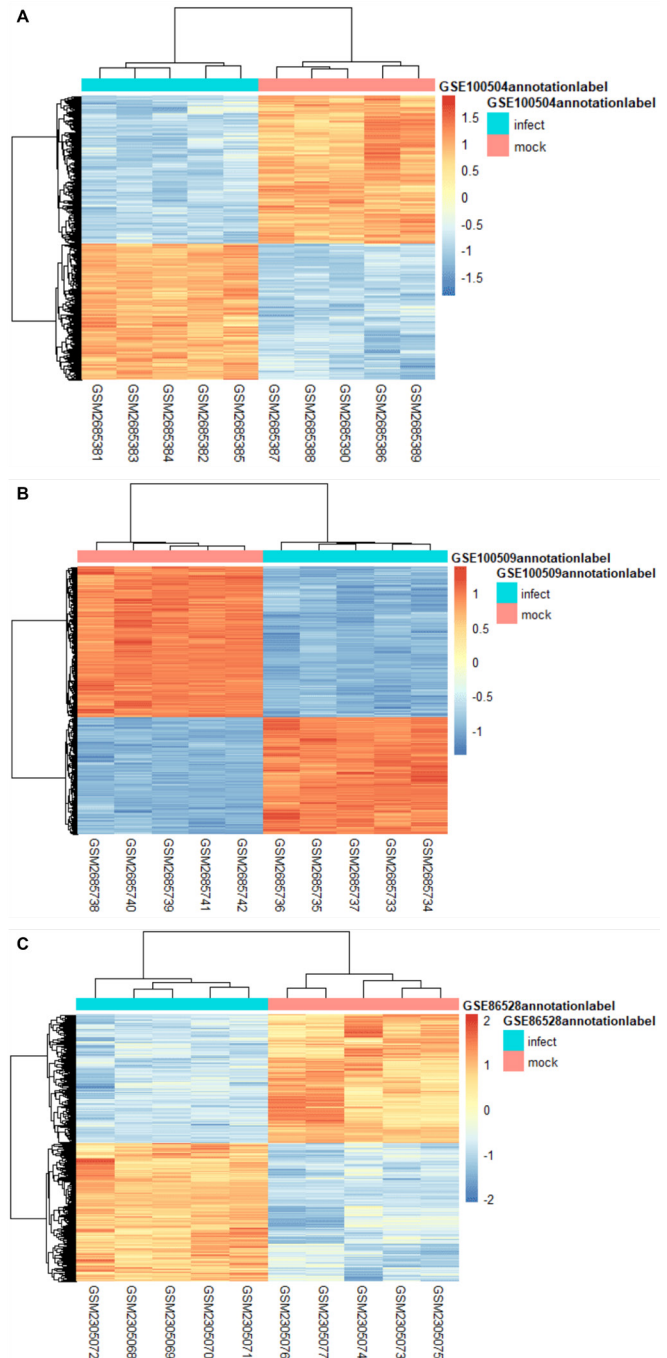 A
GSE100504annotationlabel
GSE100504annotationlabel
1.5
infect
1
mock
0.5
0
-0.5
-1
-1.5
GSM2685381
GSM2685383
GSM2685384
GSM2685382
GSM2685385
GSM2685387
GSM2685388
GSM2685390
GSM2685386
GSM2685389
B
GSE100509annotationlabel
GSE100509annotationlabel
1
infect
0.5
mock
0
-0.5
-1
GSM2685738
GSM2685740
GSM2685739
GSM2685741
GSM2685742
GSM2685736
GSM2685735
GSM2685737
GSM2685733
GSM2685734
C
GSE86528annotationlabel
2
GSE86528annotationlabel
infect
1
mock
0
-1
-2
GSM2305072
GSM2305068
GSM2305069
GSM2305070
GSM2305071
GSM2305076
GSM2305077
GSM2305074
GSM2305073
GSM2305075